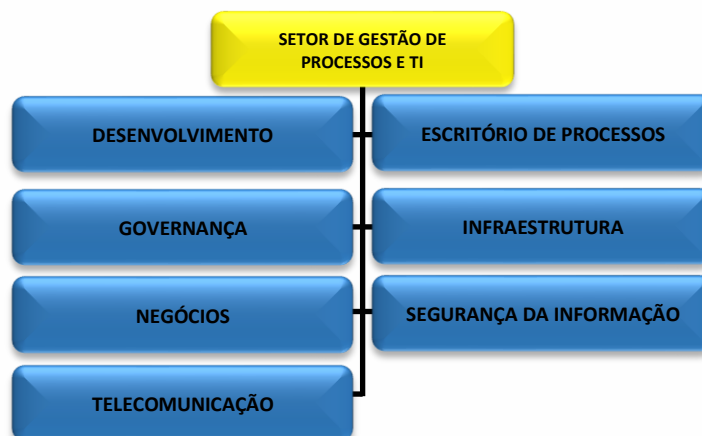 SETOR DE GESTÃO DE
PROCESSOS E TI
DESENVOLVIMENTO
ESCRITÓRIO DE PROCESSOS
GOVERNANÇA
INFRAESTRUTURA
NEGÓCIOS
SEGURANÇA DA INFORMAÇÃO
TELECOMUNICAÇÃO